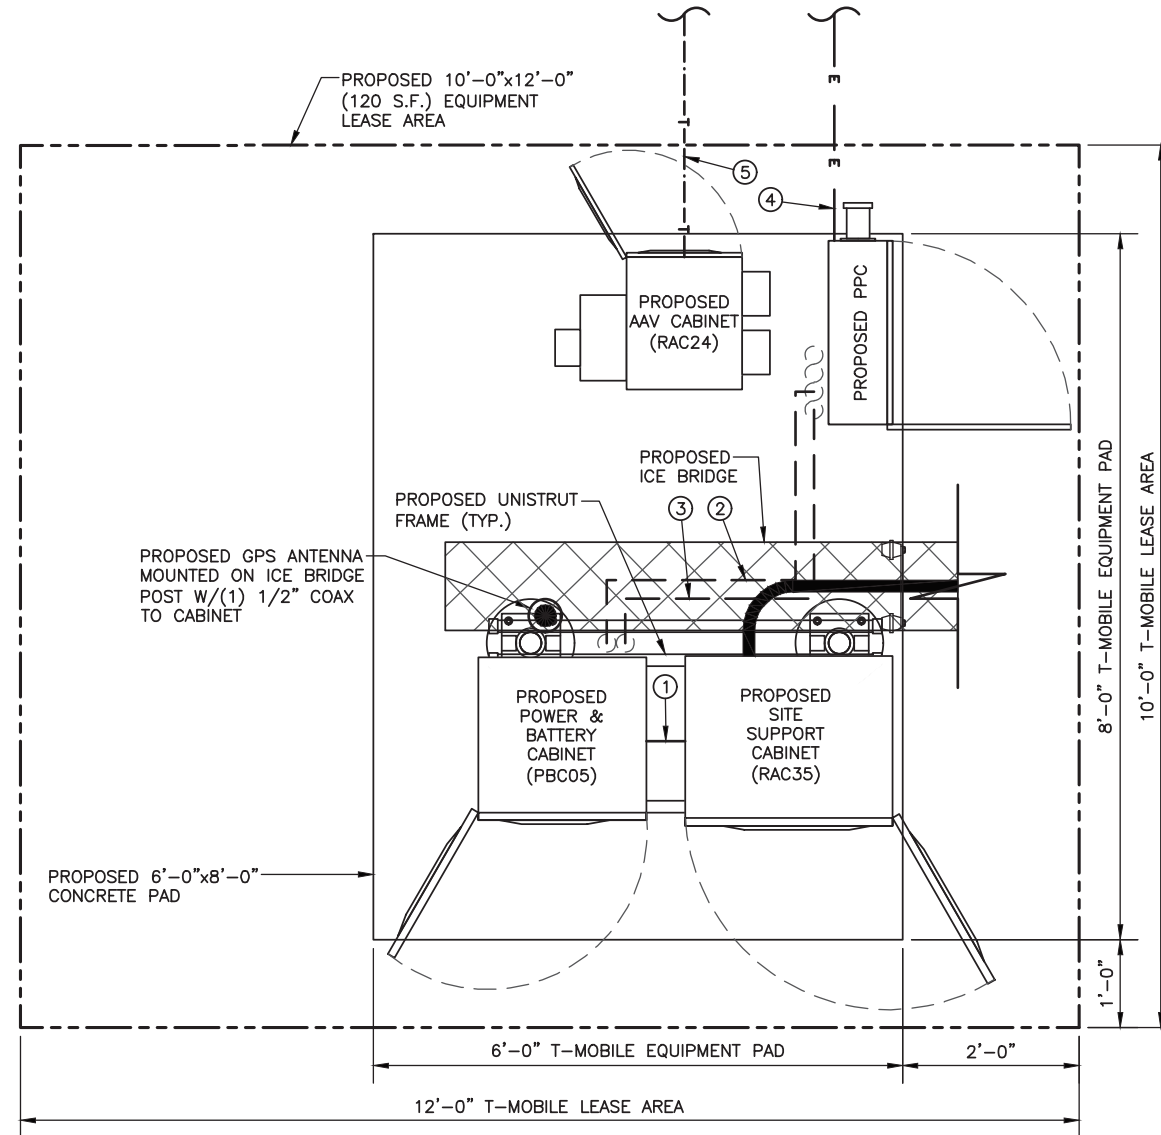 PROPOSED 10'-0"x12'-0"
(120 S.F.) EQUIPMENT
LEASE AREA
E
T
E
5
4
T
PROPOSED
AAV CABINET
(RAC24)
PROPOSED PPC
PROPOSED
ICE BRIDGE
PROPOSED UNISTRUT
FRAME (TYP.)
3
2
PROPOSED GPS ANTENNA
MOUNTED ON ICE BRIDGE
POST W/(1) 1/2" COAX
TO CABINET
1
PROPOSED
POWER &
BATTERY
CABINET
(PBC05)
PROPOSED
SITE
SUPPORT
CABINET
(RAC35)
8'-0" T-MOBILE EQUIPMENT PAD
10'-0" T-MOBILE LEASE AREA
PROPOSED 6'-0"x8'-0"
CONCRETE PAD
1'-0"
6'-0" T-MOBILE EQUIPMENT PAD
2'-0"
12'-0" T-MOBILE LEASE AREA